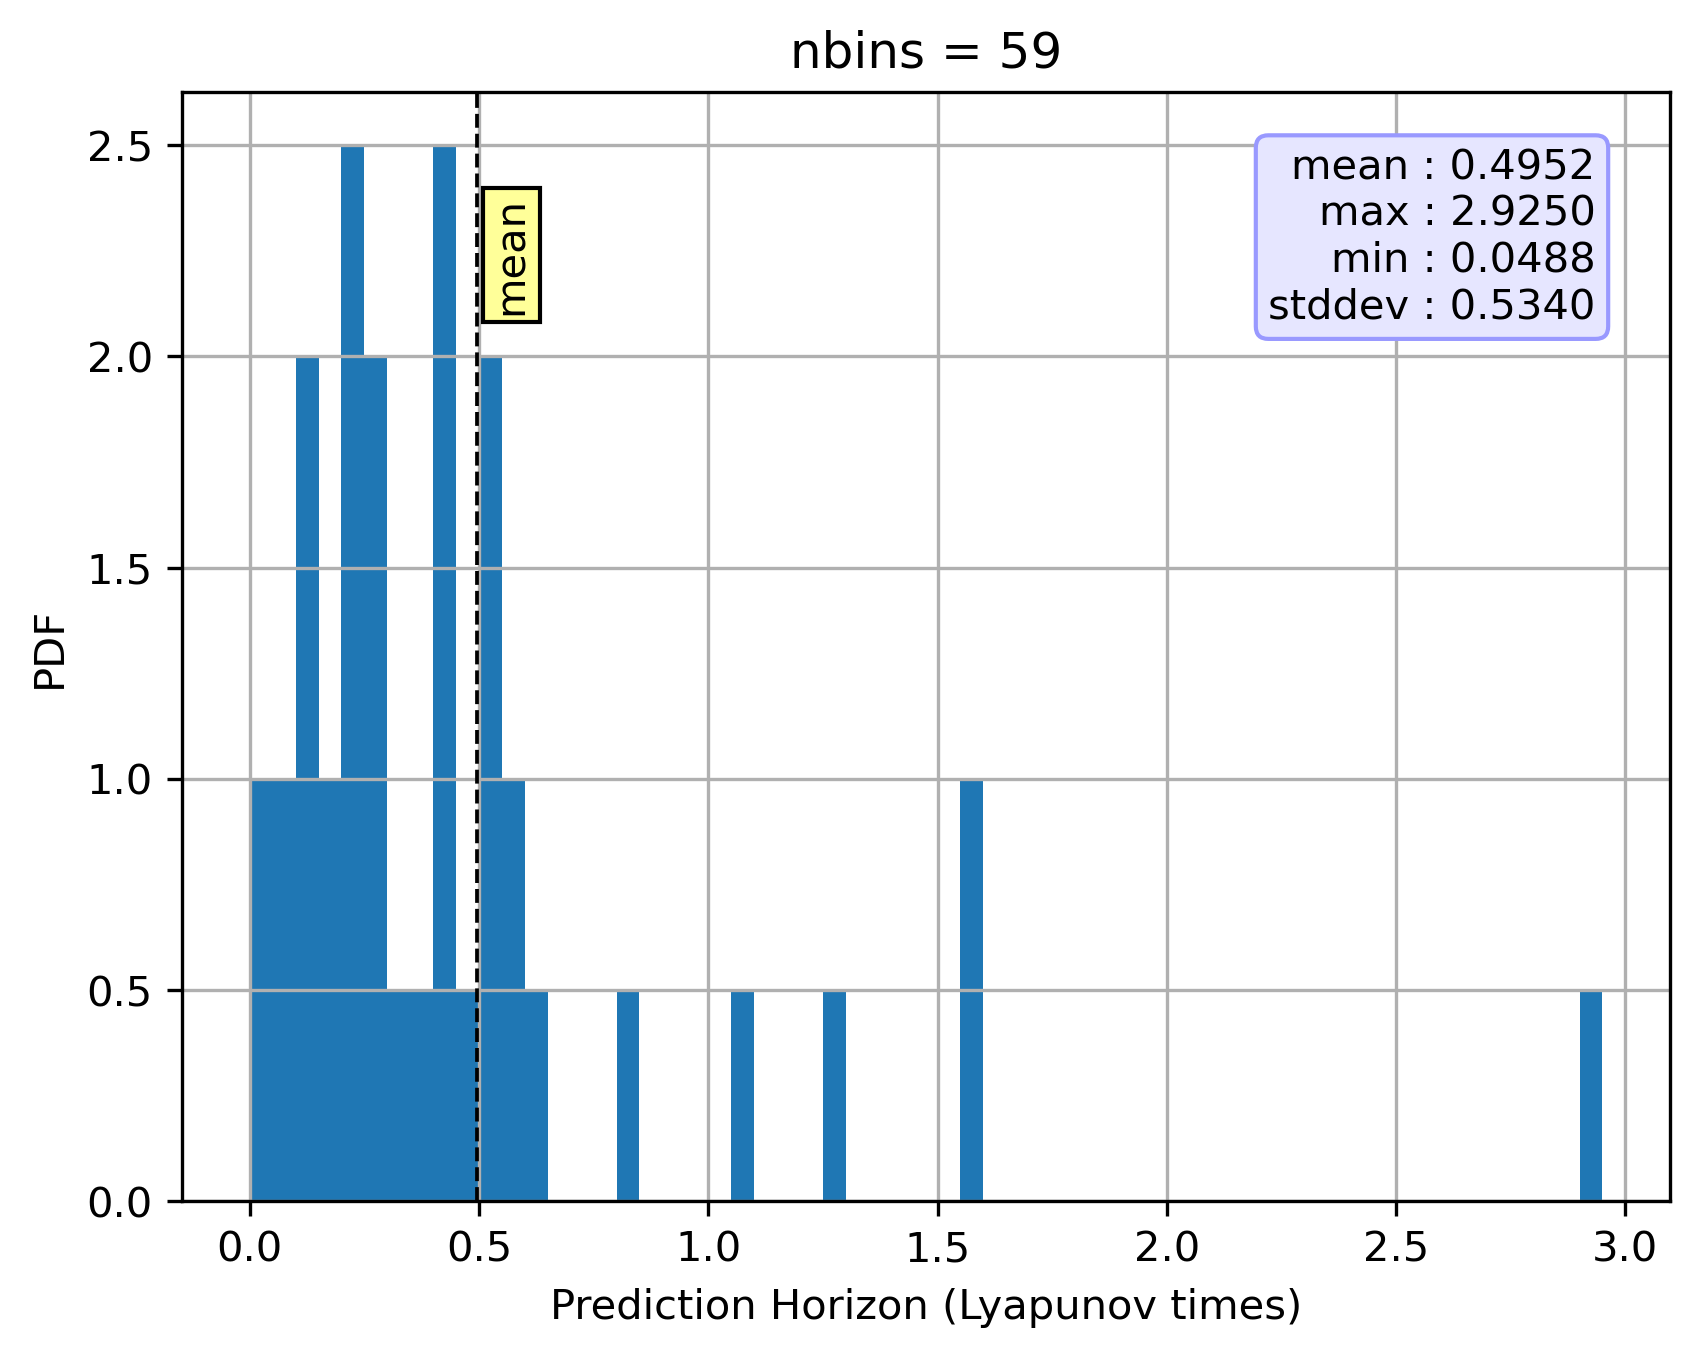 nbins = 59
2.5
2.0
1.5
1.0
0.5
0.0
PDF
mean
mean : 0.4952
max : 2.9250
min : 0.0488
stddev : 0.5340
0.0 0.5 1.0 1.5 2.0 2.5 3.0
Prediction Horizon (Lyapunov times)